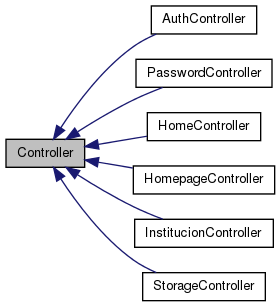 AuthController
PasswordController
HomeController
Controller
HomepageController
InstitucionController
StorageController